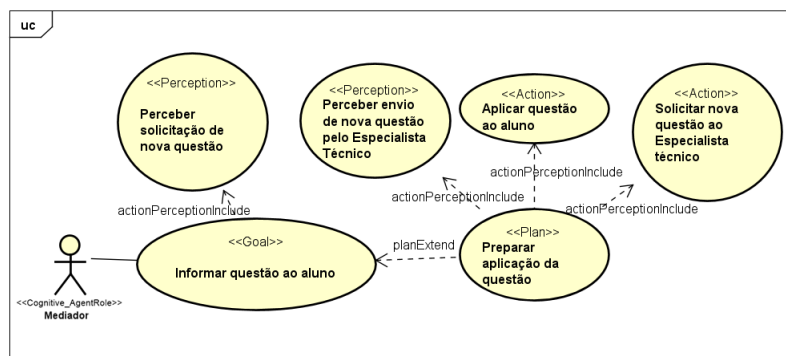 uc
<<Perception>>
Perceber
solicitação de
nova questão
<<Perception>>
Perceber envio
de nova questão
pelo Especialista
Técnico
<<Action>>
Aplicar questão
ao aluno
<<Action>>
Solicitar nova
questão ao
Especialista
técnico
actionPerceptionInclude
actionPerceptionInclude
actionPerceptionInclude
actionPerceptionInclude
<<Goal>>
Informar questão ao aluno
planExtend
<<Plan>>
Preparar
aplicação da
questão
<<Cognitive_AgentRole>>
Mediador